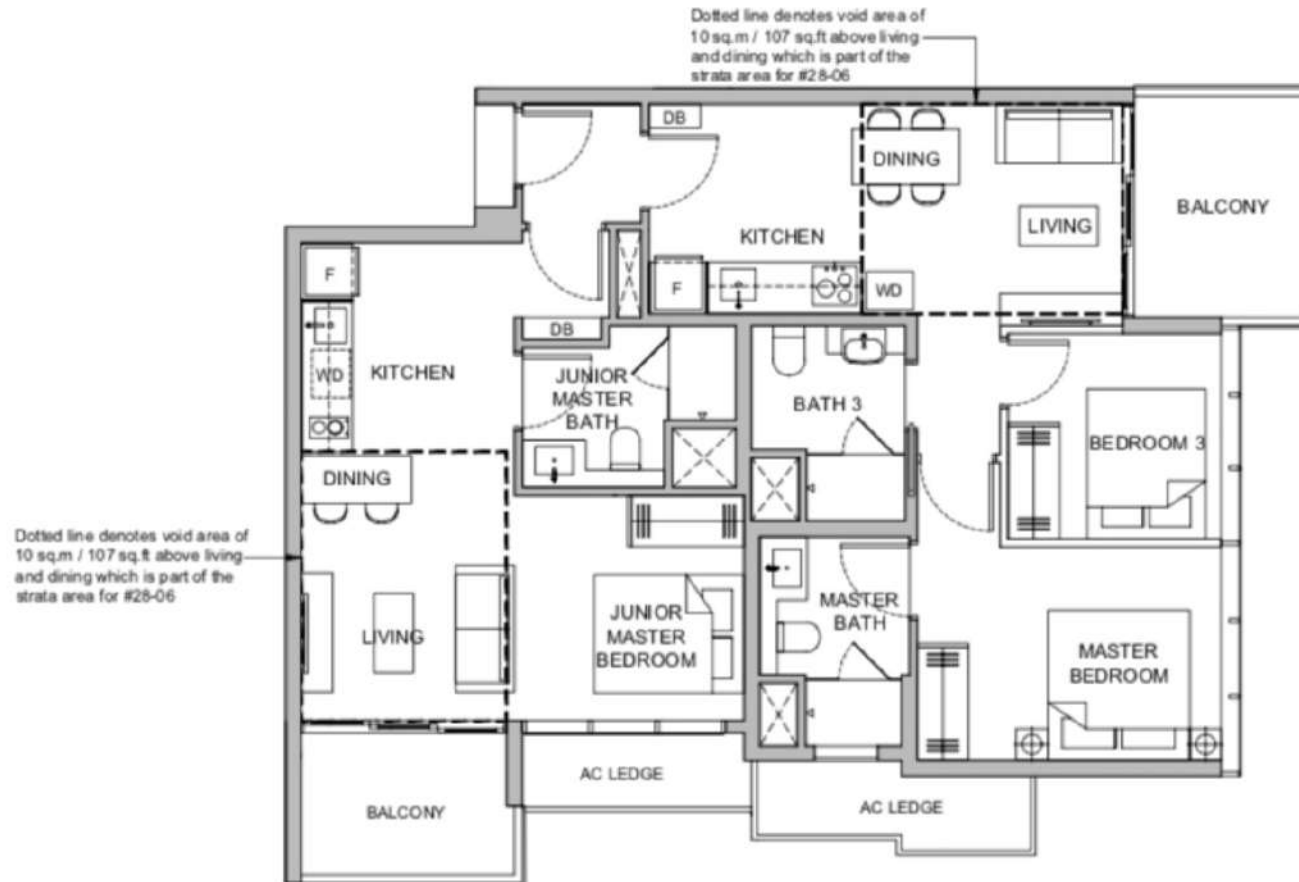 Dotted line denotes void area of
10 sq.m / 107 sq.ft above living
and dining which is part of the
strata area for #28-06
DB
DINING
BALCONY
LIVING
KITCHEN
F
WD
F
DB
WD
KITCHEN
JUNIOR
MASTER
BATH
BATH 3
BEDROOM 3
DINING
Dotted line denotes void area of
10 sq.m / 107 sq.ft above living
and dining which is part of the
strata area for #28-06
LIVING
JUNIOR
MASTER
BEDROOM
MASTER
BATH
MASTER
BEDROOM
AC LEDGE
BALCONY
AC LEDGE